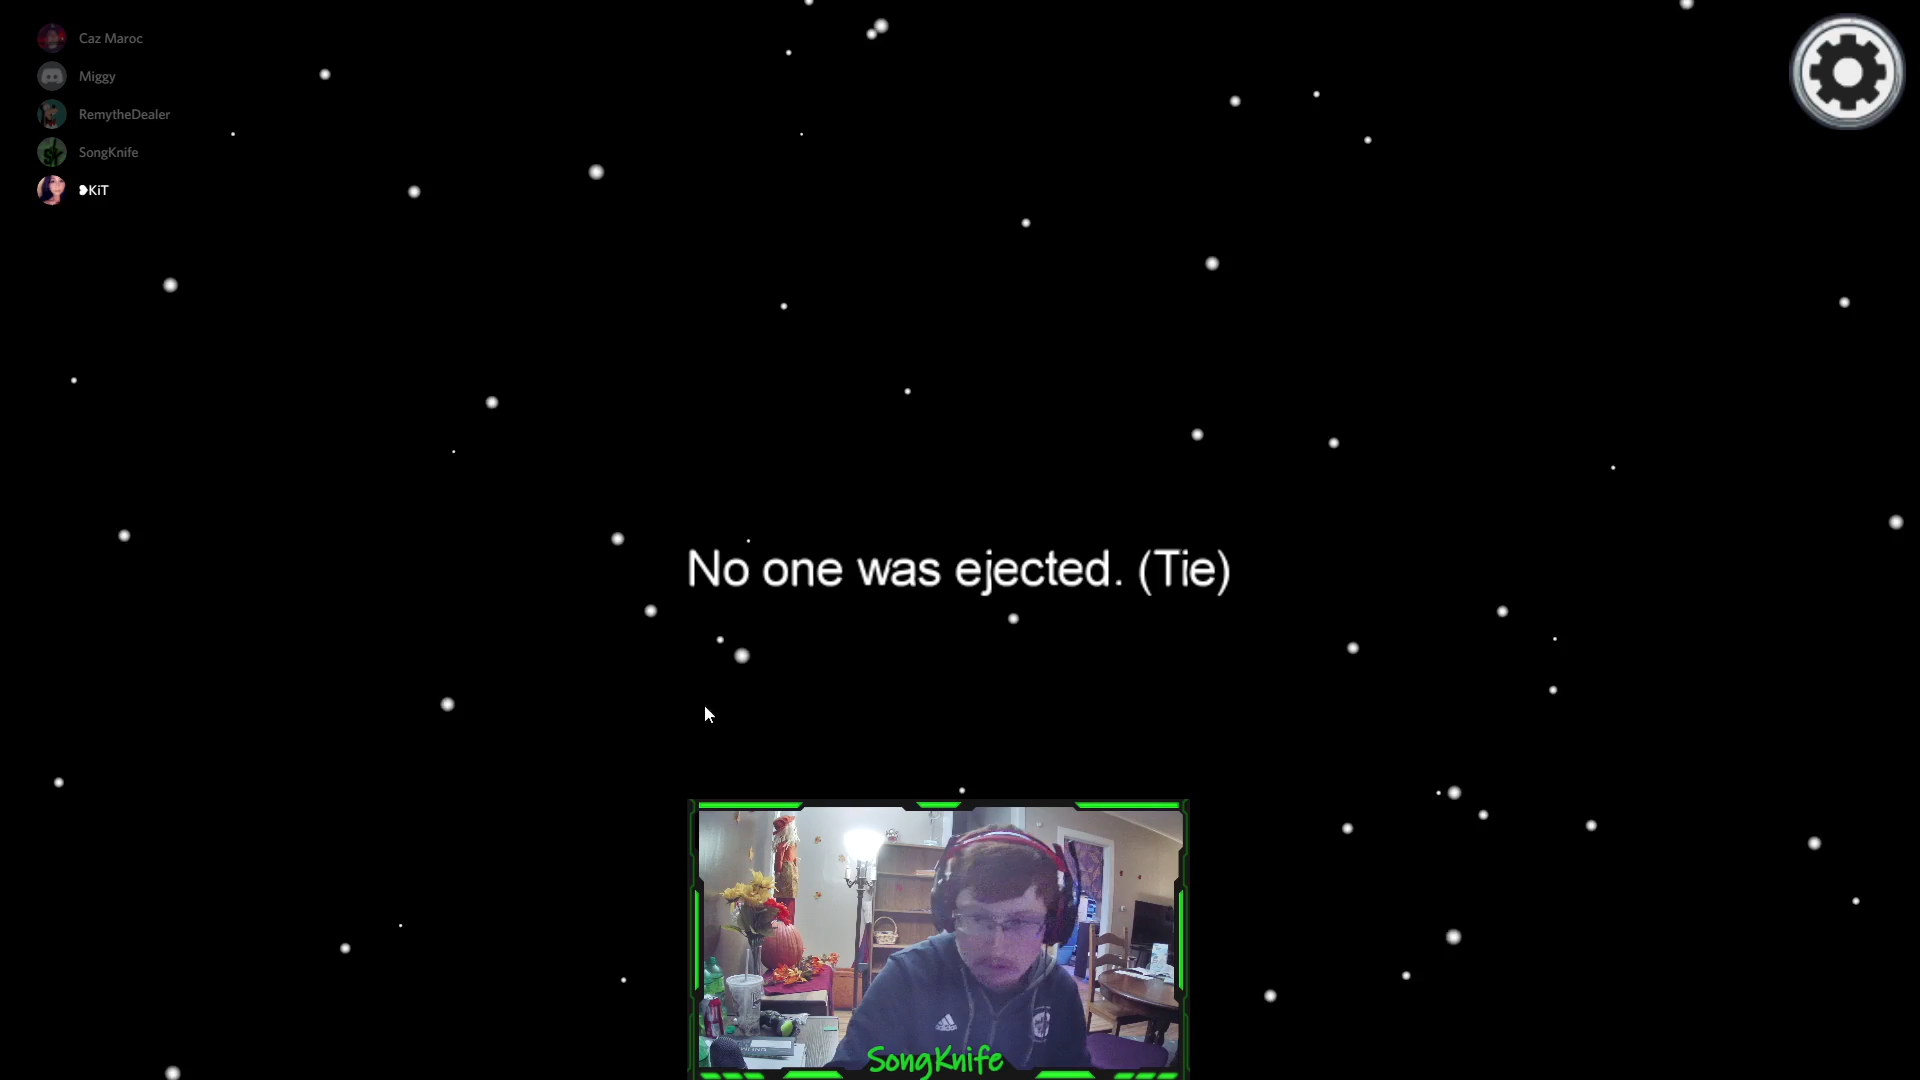 Caz Maroc
Miggy
RemytheDealer
SongKnife
❥KiT
No one was ejected. (Tie)
SongKnife